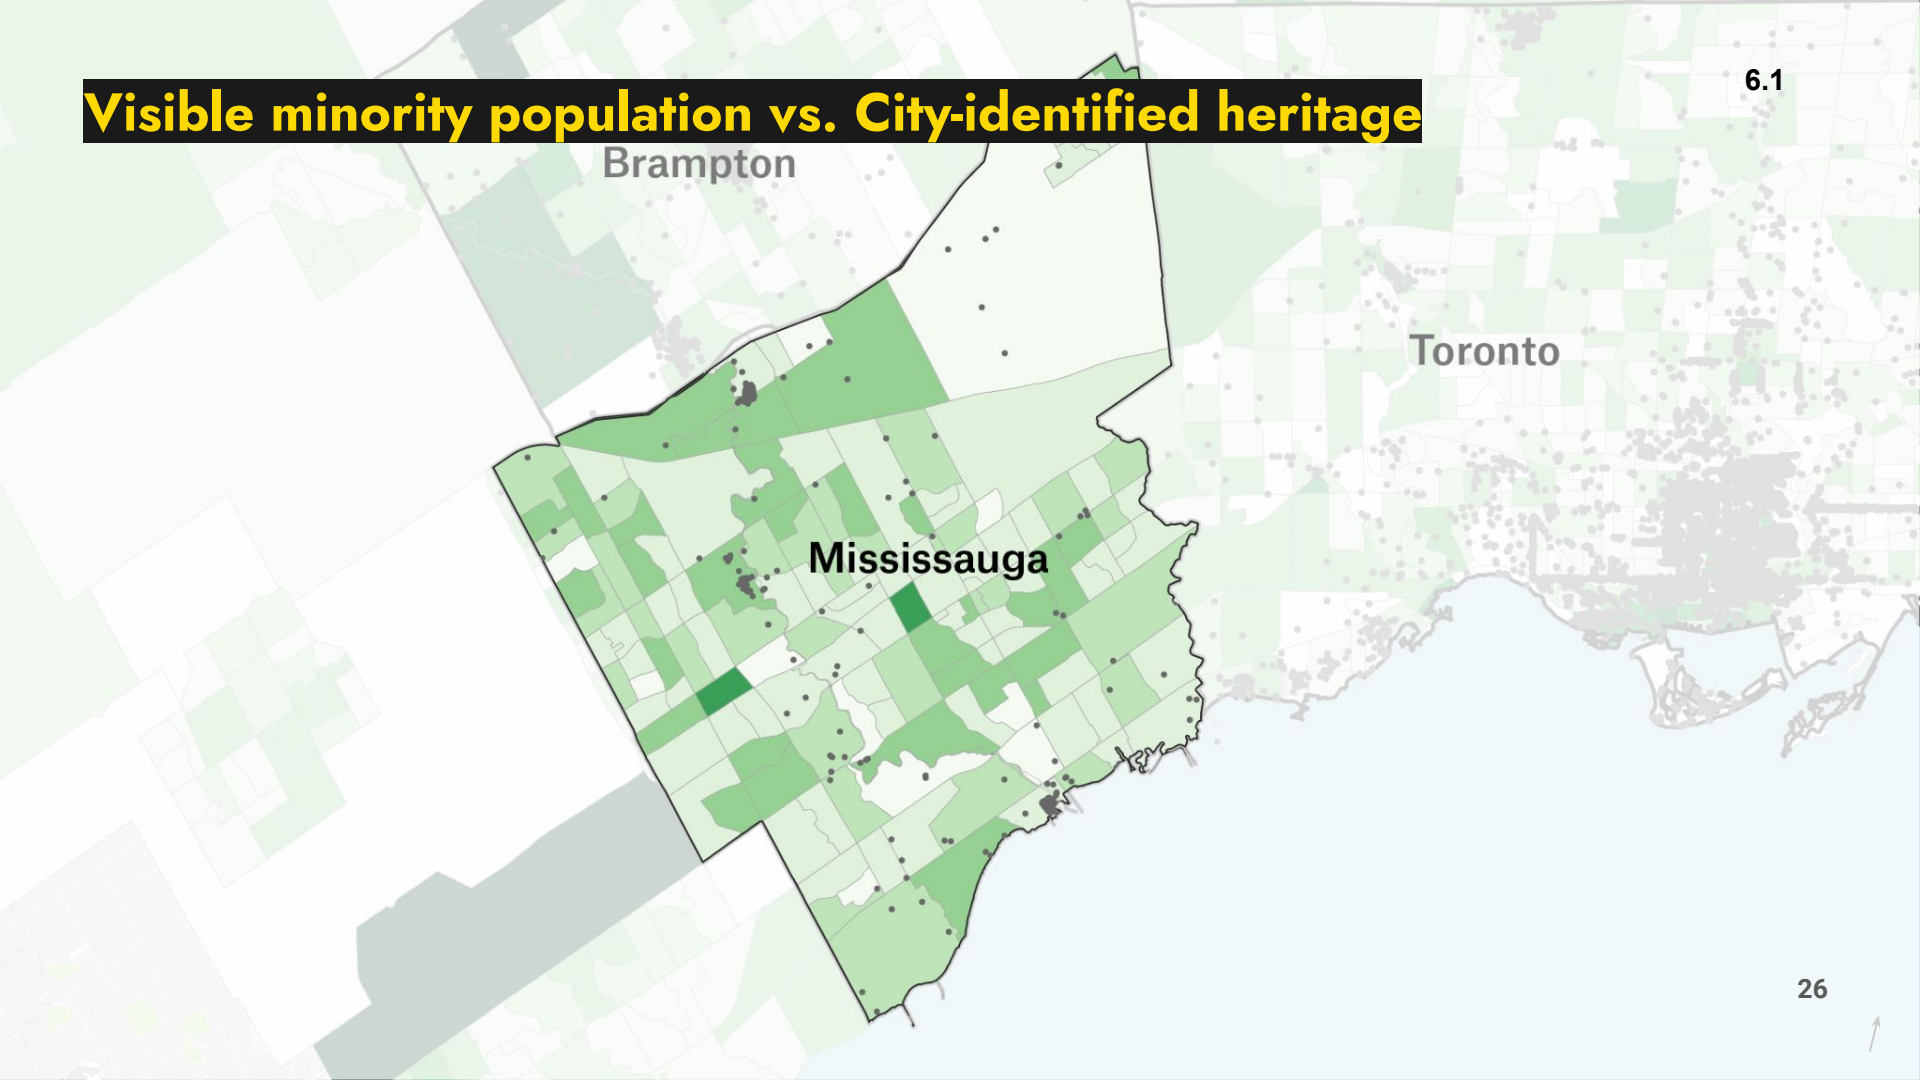 6.1
Visible minority population vs. City-identified heritage
Brampton
Toronto
Mississauga
26